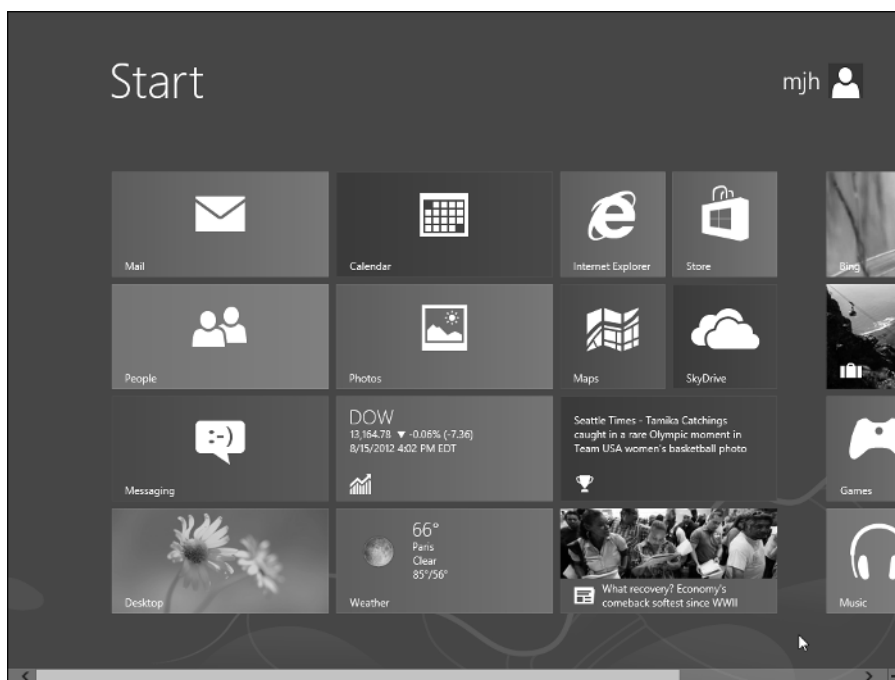 Start
mjh
Mail
Calendar
Internet Explorer
Store
Bing
People
Photos
Maps
SkyDrive
:-)
Messaging
DOW
13,164.78 ▼ -0.06% (-7.36)
8/15/2012 4:02 PM EDT
Seattle Times - Tamika Catchings
caught in a rare Olympic moment in
Team USA women's basketball photo
Games
Desktop
66°
Paris
Clear
85°/56°
Weather
What recovery? Economy's
comeback softest since WWII
Music